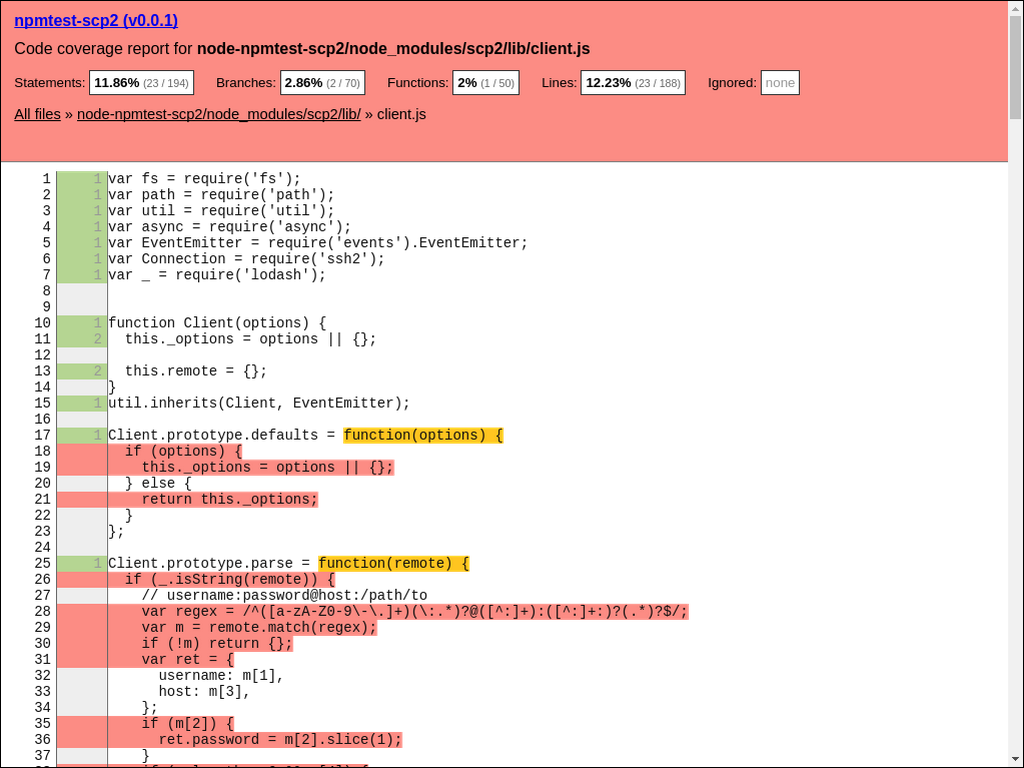 npmtest-scp2 (v0.0.1)
Code coverage report for node-npmtest-scp2/node_modules/scp2/lib/client.js
Statements: 11.86% (23 / 194) Branches: 2.86% (2 / 70) Functions: 2% (1 / 50) Lines: 12.23% (23 / 188) Ignored: none
All files » node-npmtest-scp2/node_modules/scp2/lib/ » client.js
1 1 var fs = require('fs');
2 1 var path = require('path');
3 1 var util = require('util');
4 1 var async = require('async');
5 1 var EventEmitter = require('events').EventEmitter;
6 1 var Connection = require('ssh2');
7 1 var _ = require('lodash');
8
9
10 1 function Client(options) {
11 2   this._options = options || {};
12
13 2   this.remote = {};
14 }
15 1 util.inherits(Client, EventEmitter);
16
17 1 Client.prototype.defaults = function(options) {
18   if (options) {
19     this._options = options || {};
20   } else {
21     return this._options;
22   }
23 };
24
25 1 Client.prototype.parse = function(remote) {
26   if (_.isString(remote)) {
27     // username:password@host:/path/to
28     var regex = /^([a-zA-Z0-9\-\.]+)(\:.*)?@([^:]+):([^:]+:)?(.*)?$/;
29     var m = remote.match(regex);
30     if (!m) return {};
31     var ret = {
32       username: m[1],
33       host: m[3],
34     };
35     if (m[2]) {
36       ret.password = m[2].slice(1);
37     }